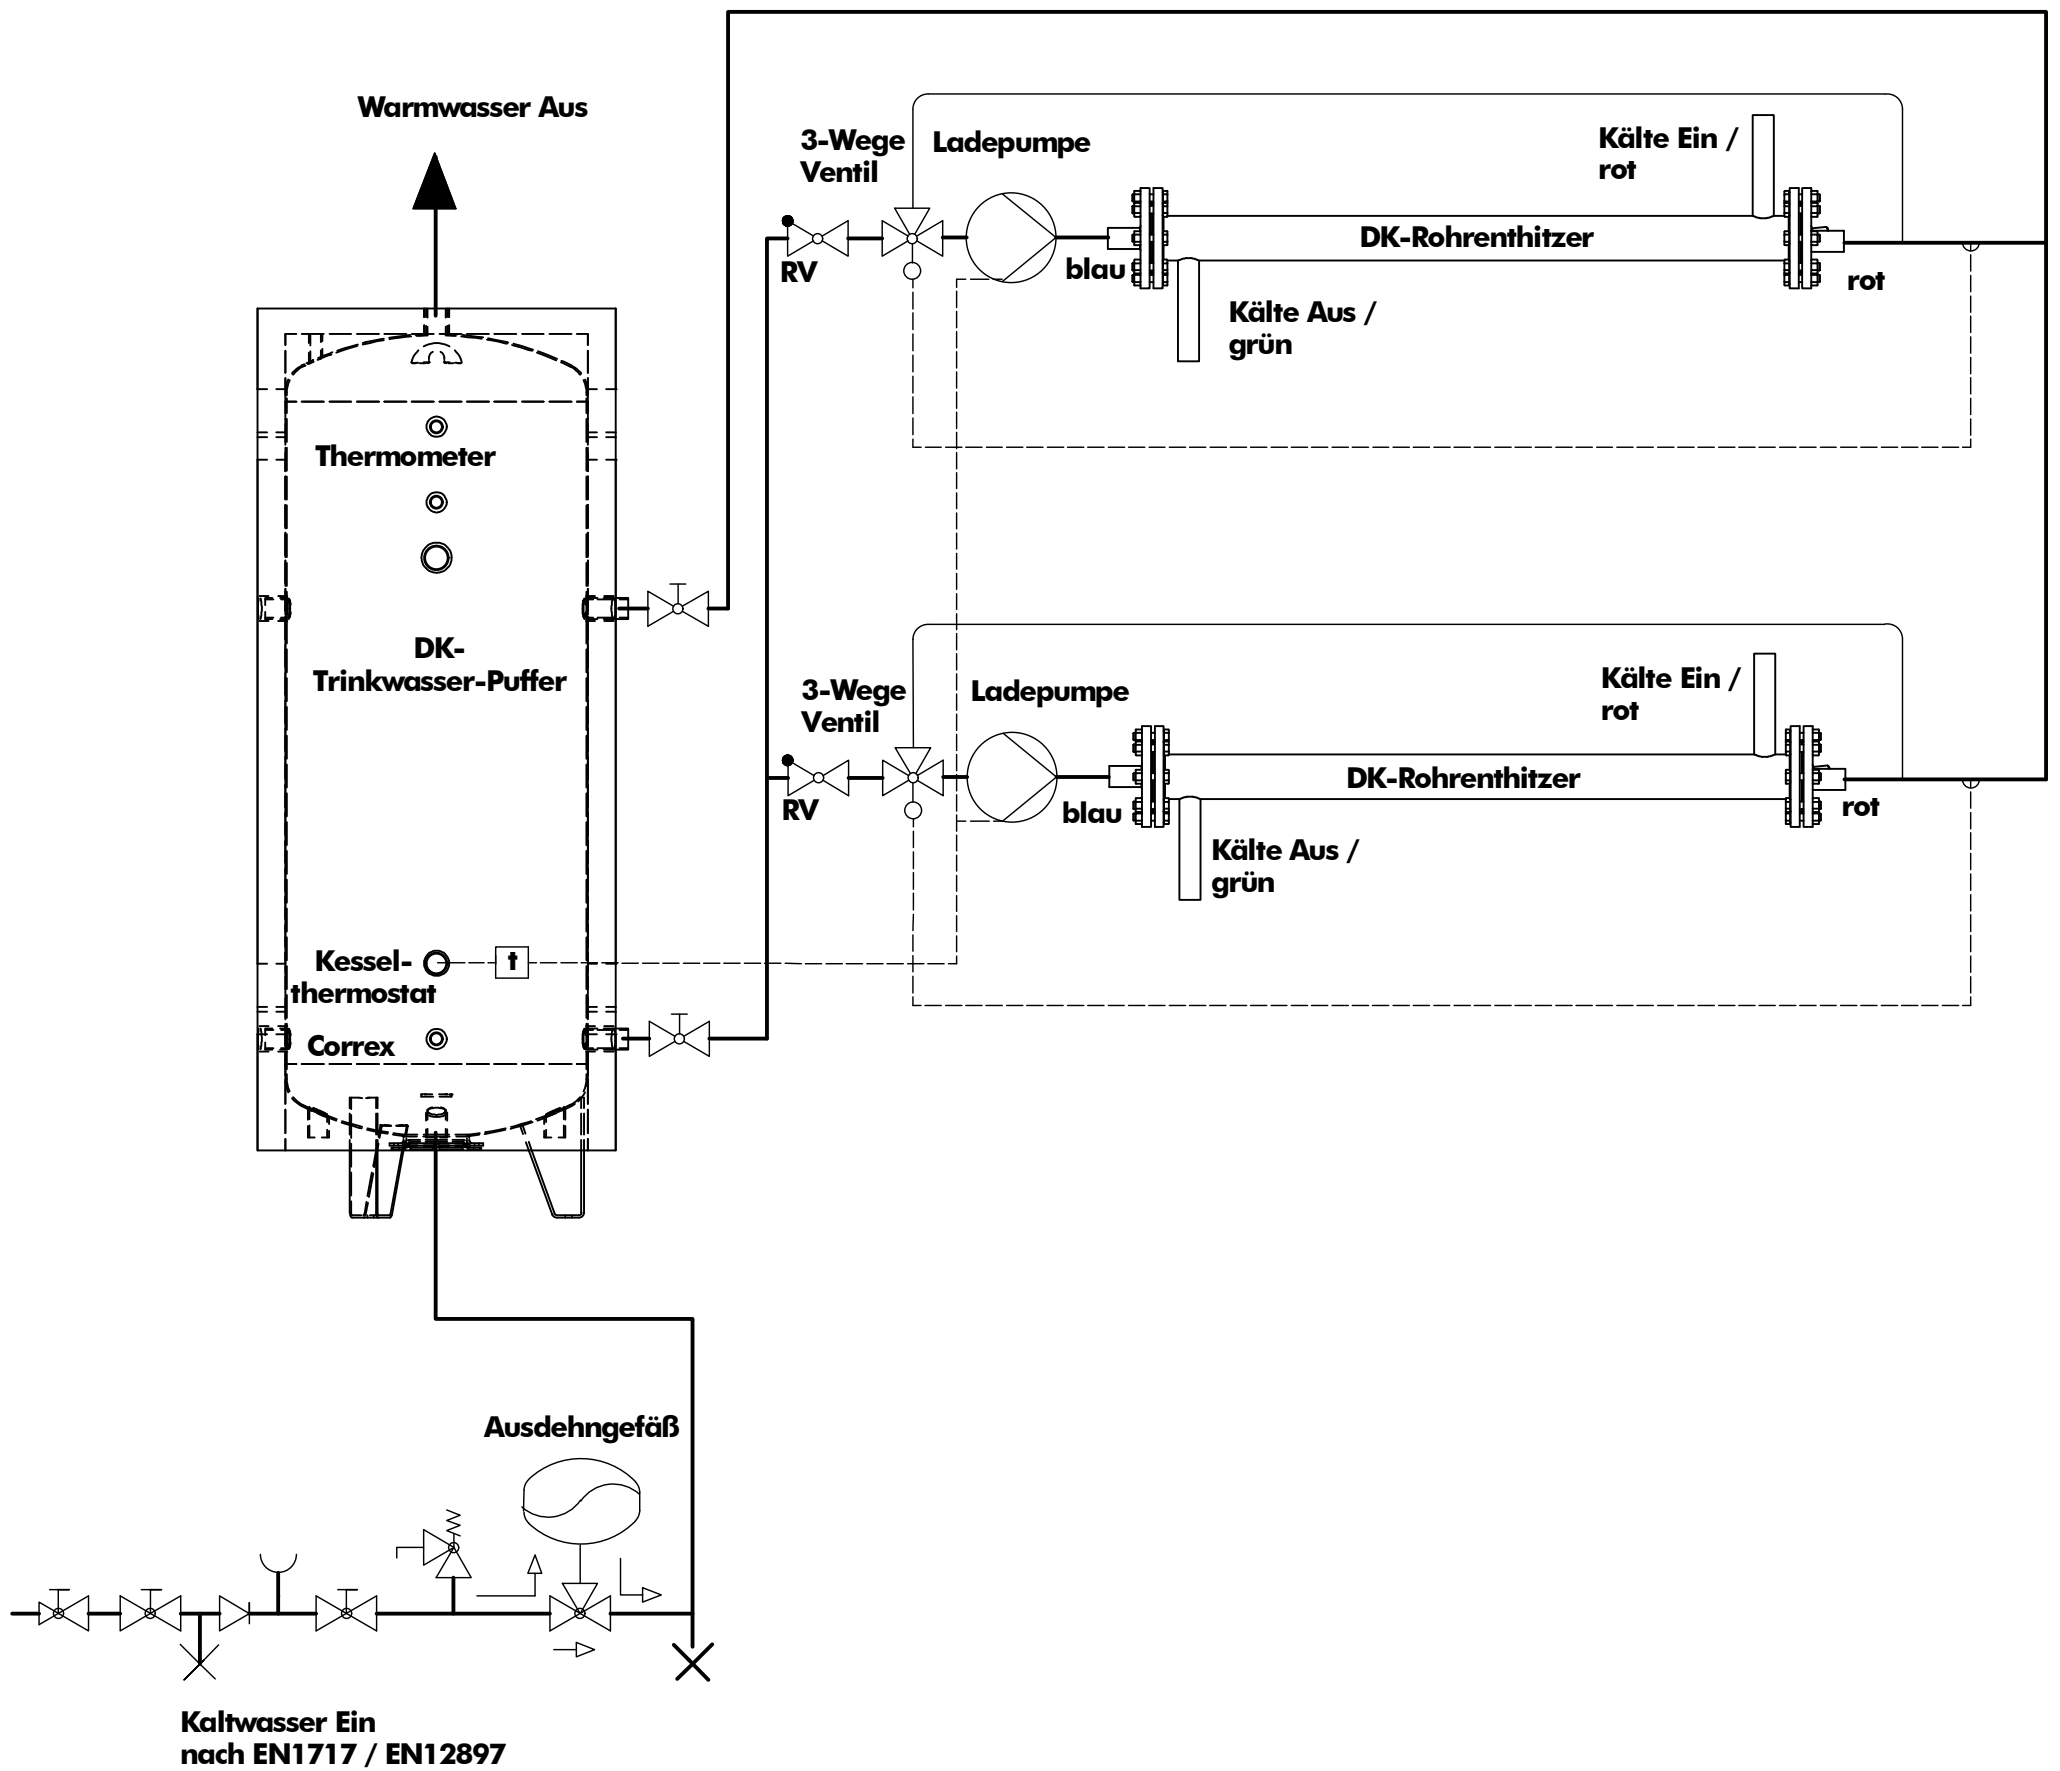 Warmwasser Aus
3-Wege
Ventil
Ladepumpe
Kälte Ein /
rot
RV
blau
DK-Rohrenthitzer
rot
Kälte Aus /
grün
Thermometer
DK-
Trinkwasser-Puffer
3-Wege
Ventil
Ladepumpe
Kälte Ein /
rot
RV
blau
DK-Rohrenthitzer
rot
Kälte Aus /
grün
Kessel-
thermostat
t
Correx
Ausdehngefäß
Kaltwasser Ein
nach EN1717 / EN12897